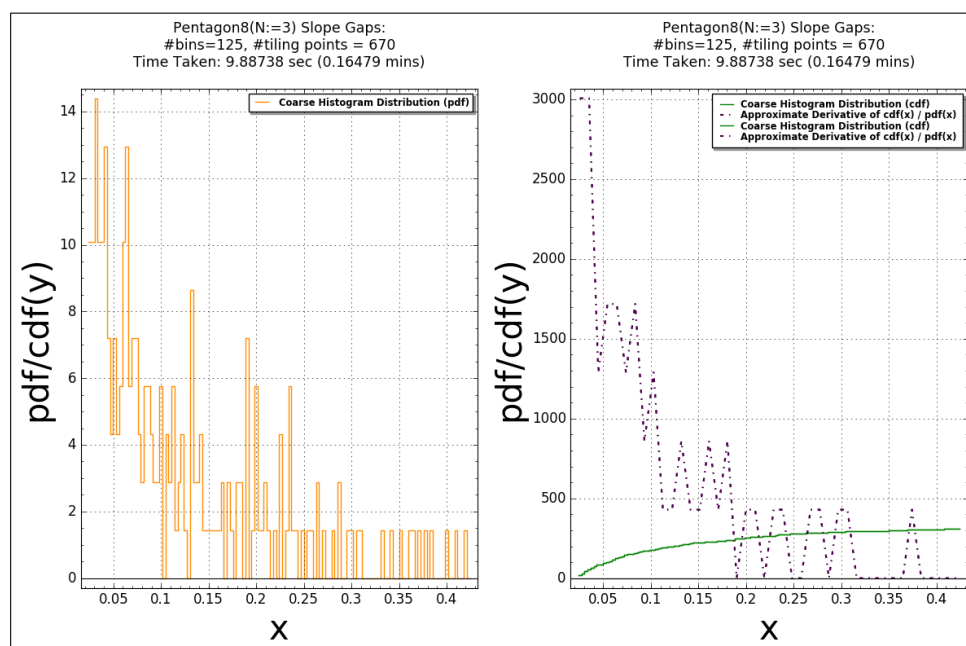 Pentagon8(N:=3) Slope Gaps:
#bins=125, #tiling points = 670
Time Taken: 9.88738 sec (0.16479 mins)
Coarse Histogram Distribution (pdf)
14
12
10
8
6
4
2
0
pdf/cdf(y)
0.05 0.1 0.15 0.2 0.25 0.3 0.35 0.4
x
Pentagon8(N:=3) Slope Gaps:
#bins=125, #tiling points = 670
Time Taken: 9.88738 sec (0.16479 mins)
Coarse Histogram Distribution (cdf)
Approximate Derivative of cdf(x) / pdf(x)
Coarse Histogram Distribution (cdf)
Approximate Derivative of cdf(x) / pdf(x)
3000
2500
2000
1500
1000
500
0
pdf/cdf(y)
0.05 0.1 0.15 0.2 0.25 0.3 0.35 0.4
x